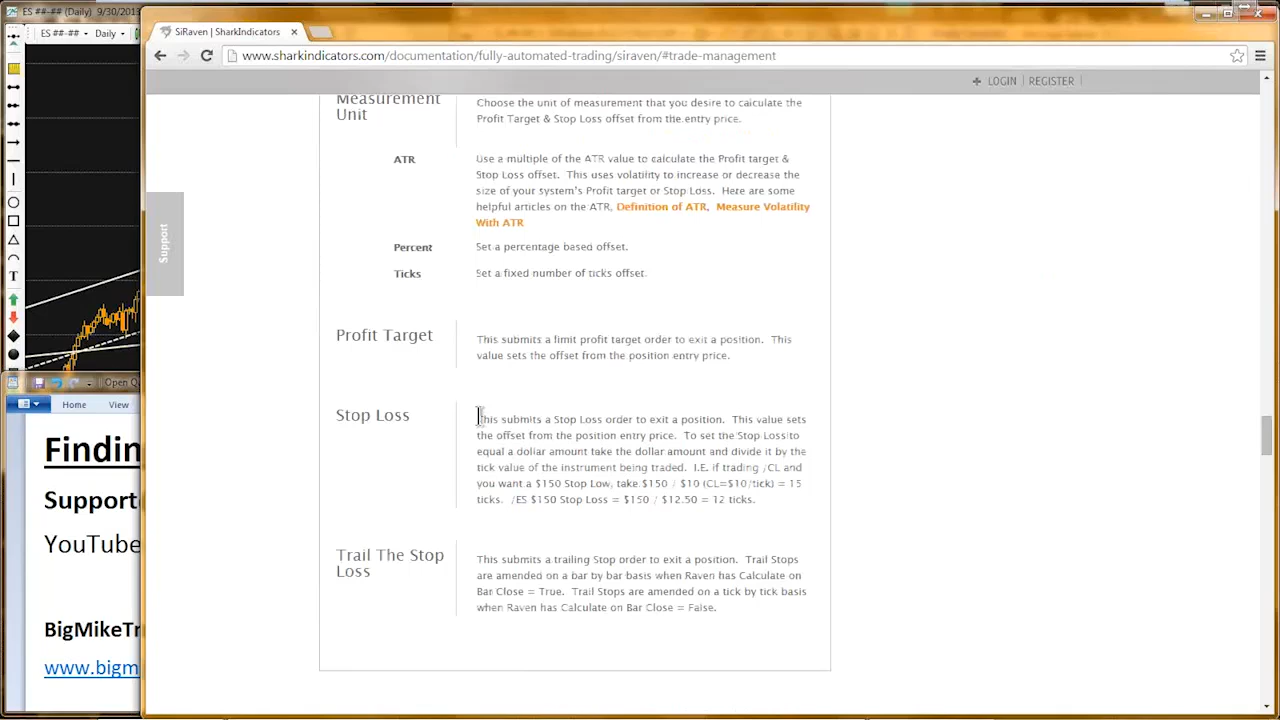 ES ##-## (Daily) 9/30/2013
ES ##-## Daily
SiRaven | SharkIndicators
www.sharkindicators.com/documentation/fully-automated-trading/siraven/#trade-management
LOGIN | REGISTER
Measurement
Unit
Choose the unit of measurement that you desire to calculate the
Profit Target & Stop Loss offset from the entry price.
ATR
Use a multiple of the ATR value to calculate the Profit target &
Stop Loss offset. This uses volatility to increase or decrease the
size of your system's Profit target or Stop Loss. Here are some
helpful articles on the ATR, Definition of ATR, Measure Volatility
With ATR
Support
Percent
Set a percentage based offset.
Ticks
Set a fixed number of ticks offset.
Profit Target
This submits a limit profit target order to exit a position. This
value sets the offset from the position entry price.
Stop Loss
This submits a Stop Loss order to exit a position. This value sets
the offset from the position entry price. To set the Stop Loss to
equal a dollar amount take the dollar amount and divide it by the
tick value of the instrument being traded. I.E. if trading /CL and
you want a $150 Stop Low, take $150 / $10 (CL=$10/tick) = 15
ticks. /ES $150 Stop Loss = $150 / $12.50 = 12 ticks.
Trail The Stop
Loss
This submits a trailing Stop order to exit a position. Trail Stops
are amended on a bar by bar basis when Raven has Calculate on
Bar Close = True. Trail Stops are amended on a tick by tick basis
when Raven has Calculate on Bar Close = False.
T
Open Q
Home View
Findin
Support
YouTube
BigMikeTr
www.bigm